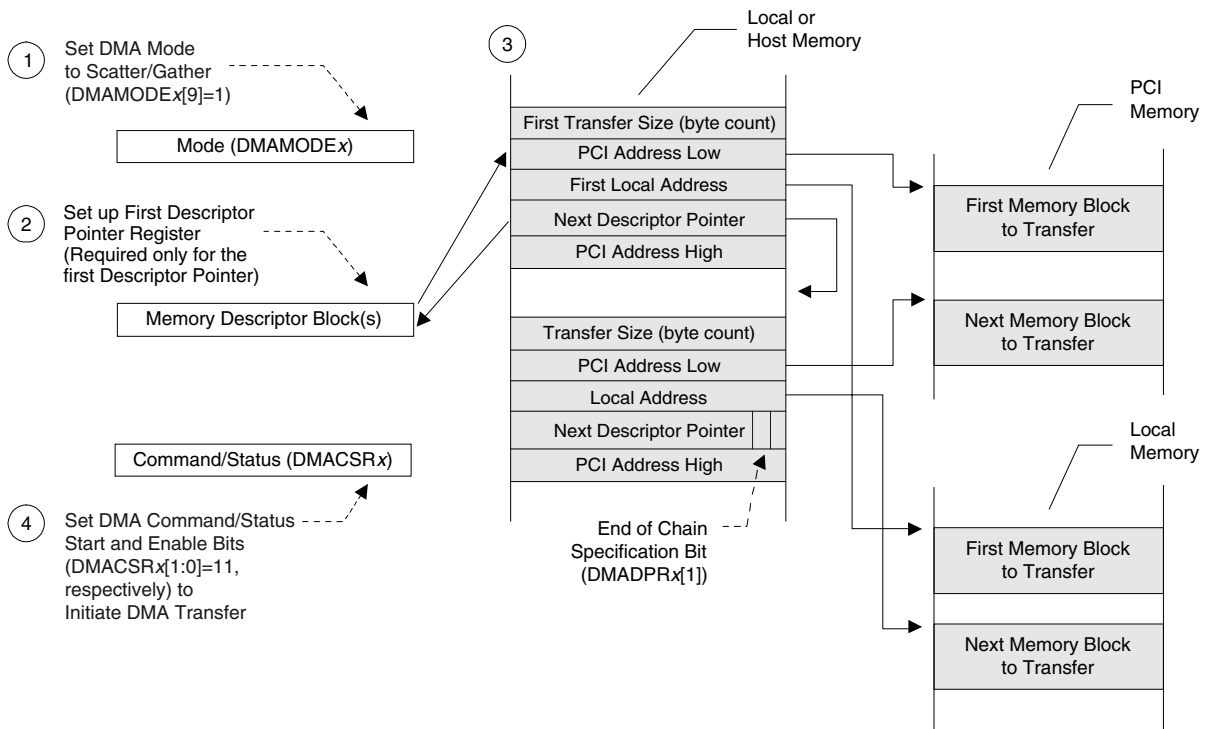 1
Set DMA Mode
to Scatter/Gather
(DMAMODEx[9]=1)
Mode (DMAMODEx)
2
Set up First Descriptor
Pointer Register
(Required only for the
first Descriptor Pointer)
Memory Descriptor Block(s)
Command/Status (DMACSRx)
4
Set DMA Command/Status
Start and Enable Bits
(DMACSRx[1:0]=11,
respectively) to
Initiate DMA Transfer
3
Local or
Host Memory
First Transfer Size (byte count)
PCI Address Low
First Local Address
Next Descriptor Pointer
PCI Address High
Transfer Size (byte count)
PCI Address Low
Local Address
Next Descriptor Pointer
PCI Address High
End of Chain
Specification Bit
(DMADPRx[1])
PCI
Memory
First Memory Block
to Transfer
Next Memory Block
to Transfer
Local
Memory
First Memory Block
to Transfer
Next Memory Block
to Transfer